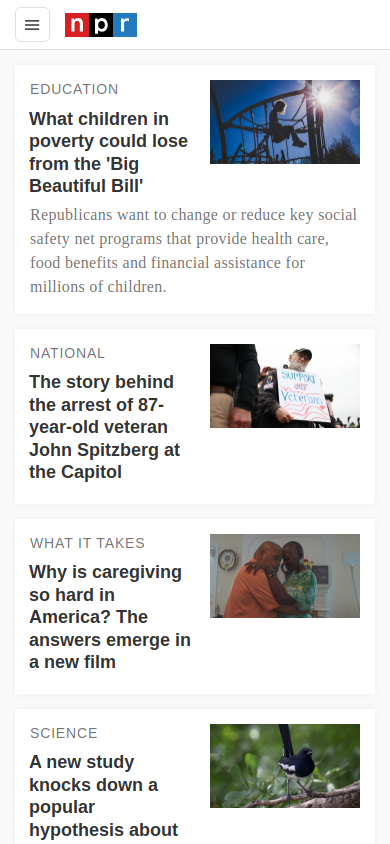 npr
EDUCATION
What children in
poverty could lose
from the 'Big
Beautiful Bill'
Republicans want to change or reduce key social
safety net programs that provide health care,
food benefits and financial assistance for
millions of children.
NATIONAL
The story behind
the arrest of 87-
year-old veteran
John Spitzberg at
the Capitol
SUPPORT
our
Veterans
WHAT IT TAKES
Why is caregiving
so hard in
America? The
answers emerge in
a new film
SCIENCE
A new study
knocks down a
popular
hypothesis about